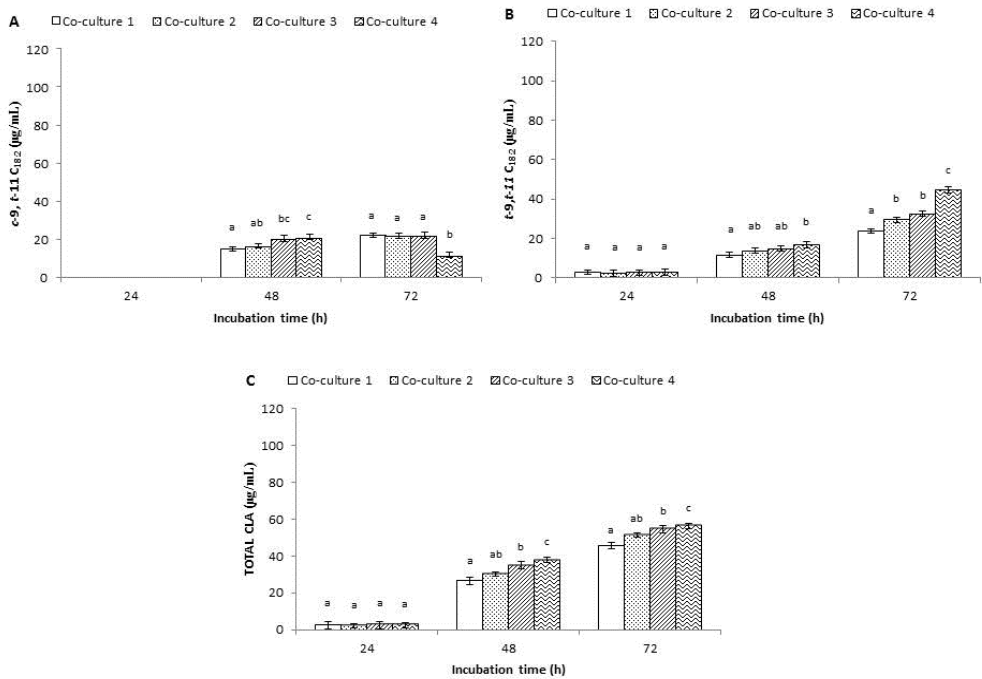 A
Co-culture 1 Co-culture 2 Co-culture 3 Co-culture 4
120
100
80
60
40
20
0
c-9, t-11 C18:2 (µg/mL)
a ab bc c
a a a b
24 48 72
Incubation time (h)
B
Co-culture 1 Co-culture 2 Co-culture 3 Co-culture 4
120
100
80
60
40
20
0
t-9,t-11 C18:2 (µg/mL)
a a a a
a ab ab b
a b b c
24 48 72
Incubation time (h)
C
Co-culture 1 Co-culture 2 Co-culture 3 Co-culture 4
120
100
80
60
40
20
0
TOTAL CLA (µg/mL)
a a a a
a ab b c
a ab b c
24 48 72
Incubation time (h)